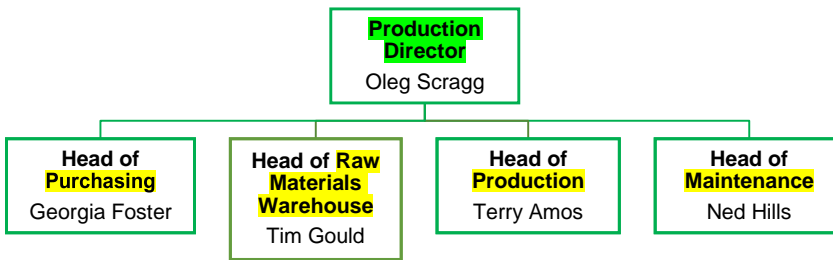 Production
Director
Oleg Scragg
Head of
Purchasing
Georgia Foster
Head of Raw
Materials
Warehouse
Tim Gould
Head of
Production
Terry Amos
Head of
Maintenance
Ned Hills